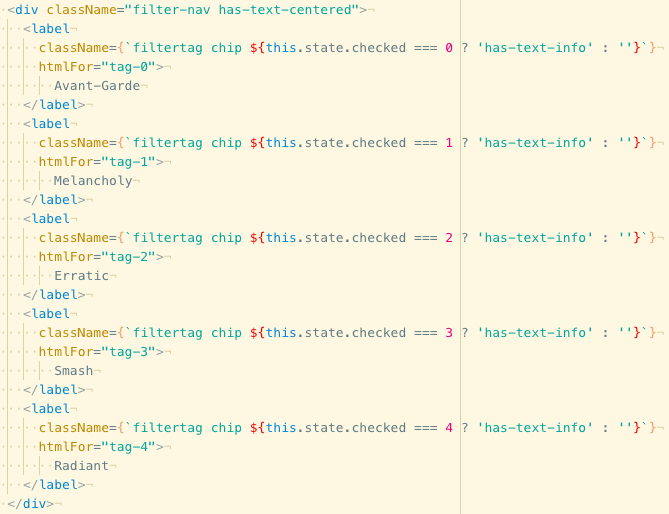 <div className="filter-nav has-text-centered">
  <label
    className={`filtertag chip ${this.state.checked === 0 ? 'has-text-info' : ''}`}
    htmlFor="tag-0">
      Avant-Garde
  </label>
  <label
    className={`filtertag chip ${this.state.checked === 1 ? 'has-text-info' : ''}`}
    htmlFor="tag-1">
      Melancholy
  </label>
  <label
    className={`filtertag chip ${this.state.checked === 2 ? 'has-text-info' : ''}`}
    htmlFor="tag-2">
      Erratic
  </label>
  <label
    className={`filtertag chip ${this.state.checked === 3 ? 'has-text-info' : ''}`}
    htmlFor="tag-3">
      Smash
  </label>
  <label
    className={`filtertag chip ${this.state.checked === 4 ? 'has-text-info' : ''}`}
    htmlFor="tag-4">
      Radiant
  </label>
</div>